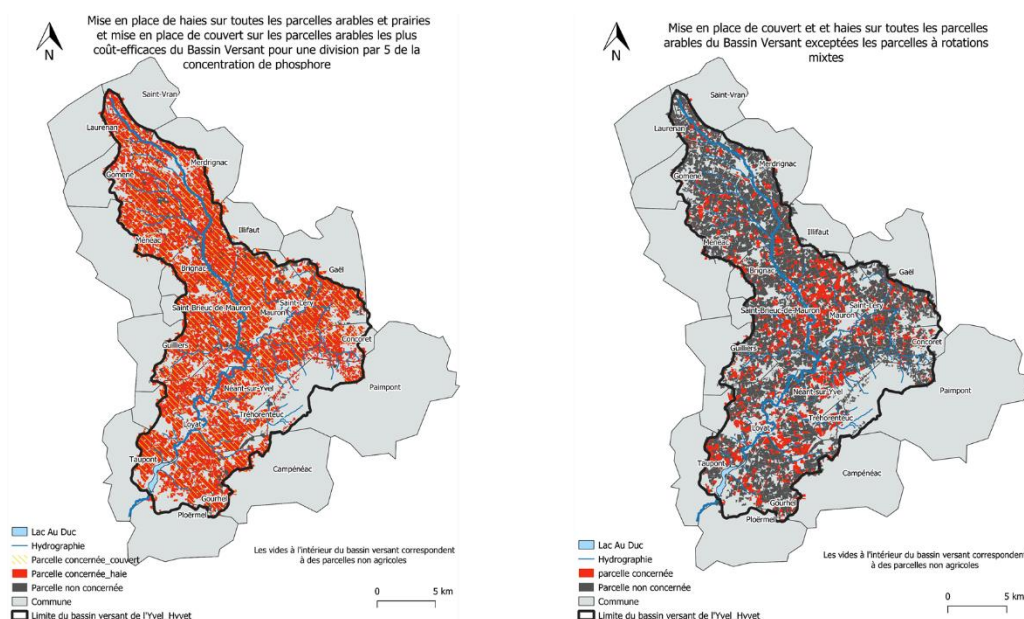 Mise en place de haies sur toutes les parcelles arables et prairies
et mise en place de couvert sur les parcelles arables les plus
coût-efficaces du Bassin Versant pour une division par 5 de la
concentration de phosphore
N
Saint-Vran
Laurenan
Merdrignac
Gomené
Illifaut
Ménéac
Gaël
Brignac
Saint-Léry
Saint-Brieuc-de-Mauron
Mauron
Concoret
Guilliers
Paimpont
Néant-sur-Yvel
Tréhorenteuc
Loyat
Taupont
Campénéac
Gourhel
Ploërmel
Lac Au Duc
Hydrographie
Parcelle concernée_couvert
Parcelle concernée_haie
Parcelle non concernée
Commune
Limite du bassin versant de l'Yvel_Hyvet
Les vides à l'intérieur du bassin versant correspondent
à des parcelles non agricoles
0 5 km
Mise en place de couvert et et haies sur toutes les parcelles
arables du Bassin Versant exceptées les parcelles à rotations
mixtes
N
Saint-Vran
Laurenan
Merdrignac
Gomené
Illifaut
Ménéac
Gaël
Brignac
Saint-Léry
Saint-Brieuc-de-Mauron
Mauron
Concoret
Guilliers
Paimpont
Néant-sur-Yvel
Tréhorenteuc
Loyat
Taupont
Campénéac
Gourhel
Ploërmel
Lac Au Duc
Hydrographie
parcelle concernée
Parcelle non concernée
Commune
Limite du bassin versant de l'Yvel_Hyvet
Les vides à l'intérieur du bassin versant corresponden
à des parcelles non agricoles
0 5 km